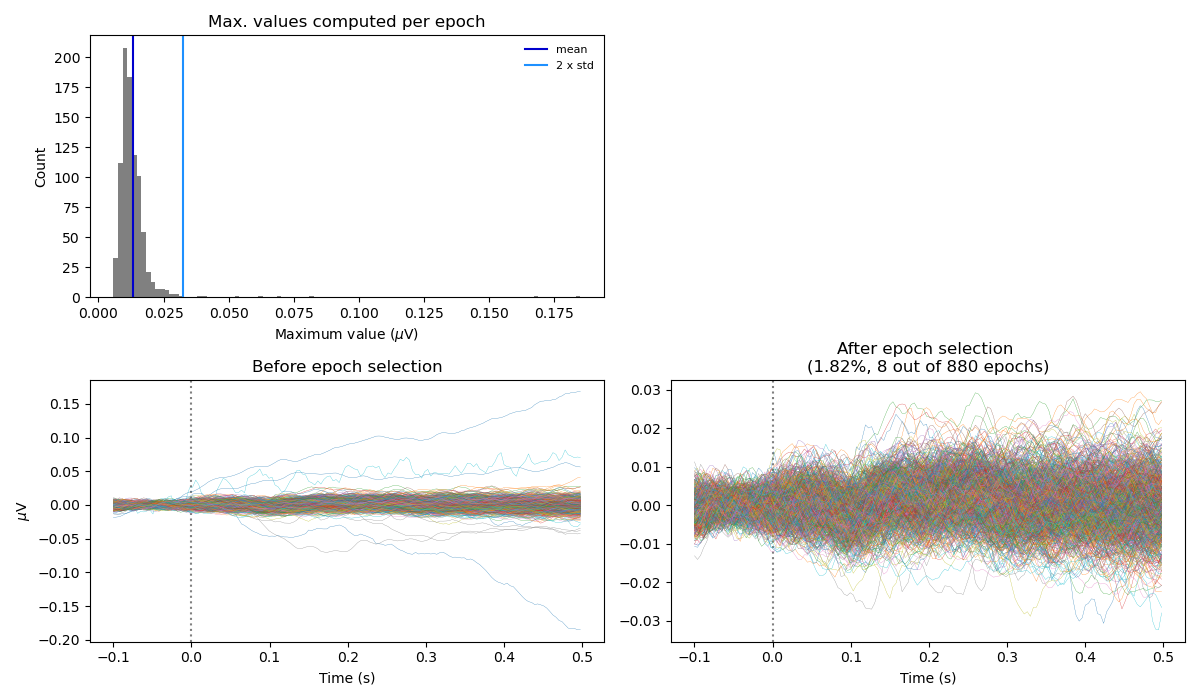 Max. values computed per epoch
mean
2 x std
200
175
150
125
100
75
50
25
0
Count
0.000 0.025 0.050 0.075 0.100 0.125 0.150 0.175
Maximum value (μV)
Before epoch selection
0.15
0.10
0.05
0.00
−0.05
−0.10
−0.15
−0.20
μV
−0.1 0.0 0.1 0.2 0.3 0.4 0.5
Time (s)
After epoch selection
(1.82%, 8 out of 880 epochs)
0.03
0.02
0.01
0.00
−0.01
−0.02
−0.03
−0.1 0.0 0.1 0.2 0.3 0.4 0.5
Time (s)